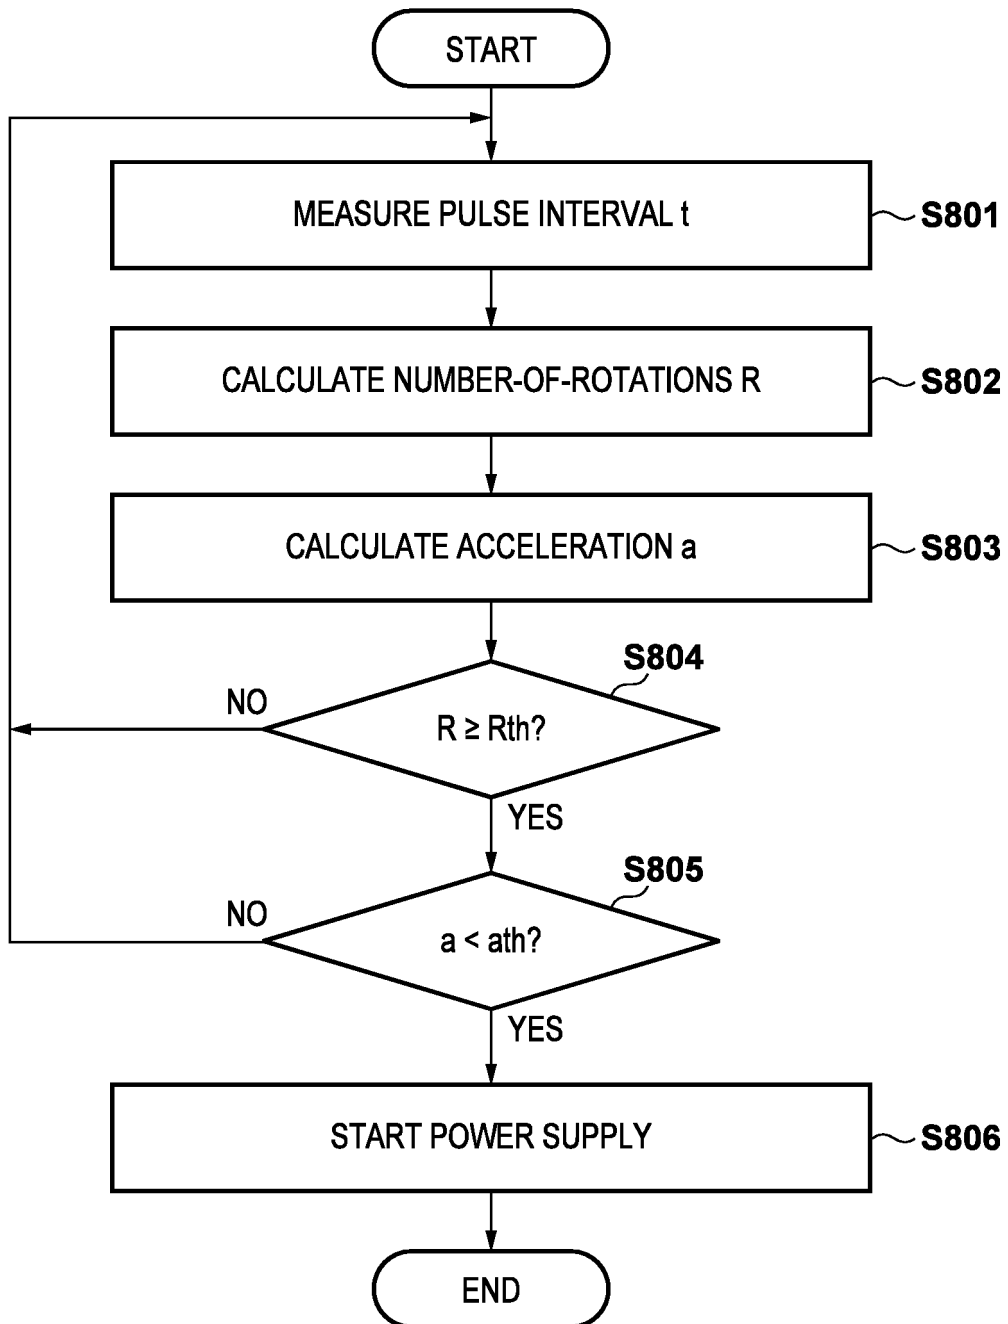 START
MEASURE PULSE INTERVAL t
S801
CALCULATE NUMBER-OF-ROTATIONS R
S802
CALCULATE ACCELERATION a
S803
S804
NO
R ≥ Rth?
YES
S805
NO
a < ath?
YES
START POWER SUPPLY
S806
END